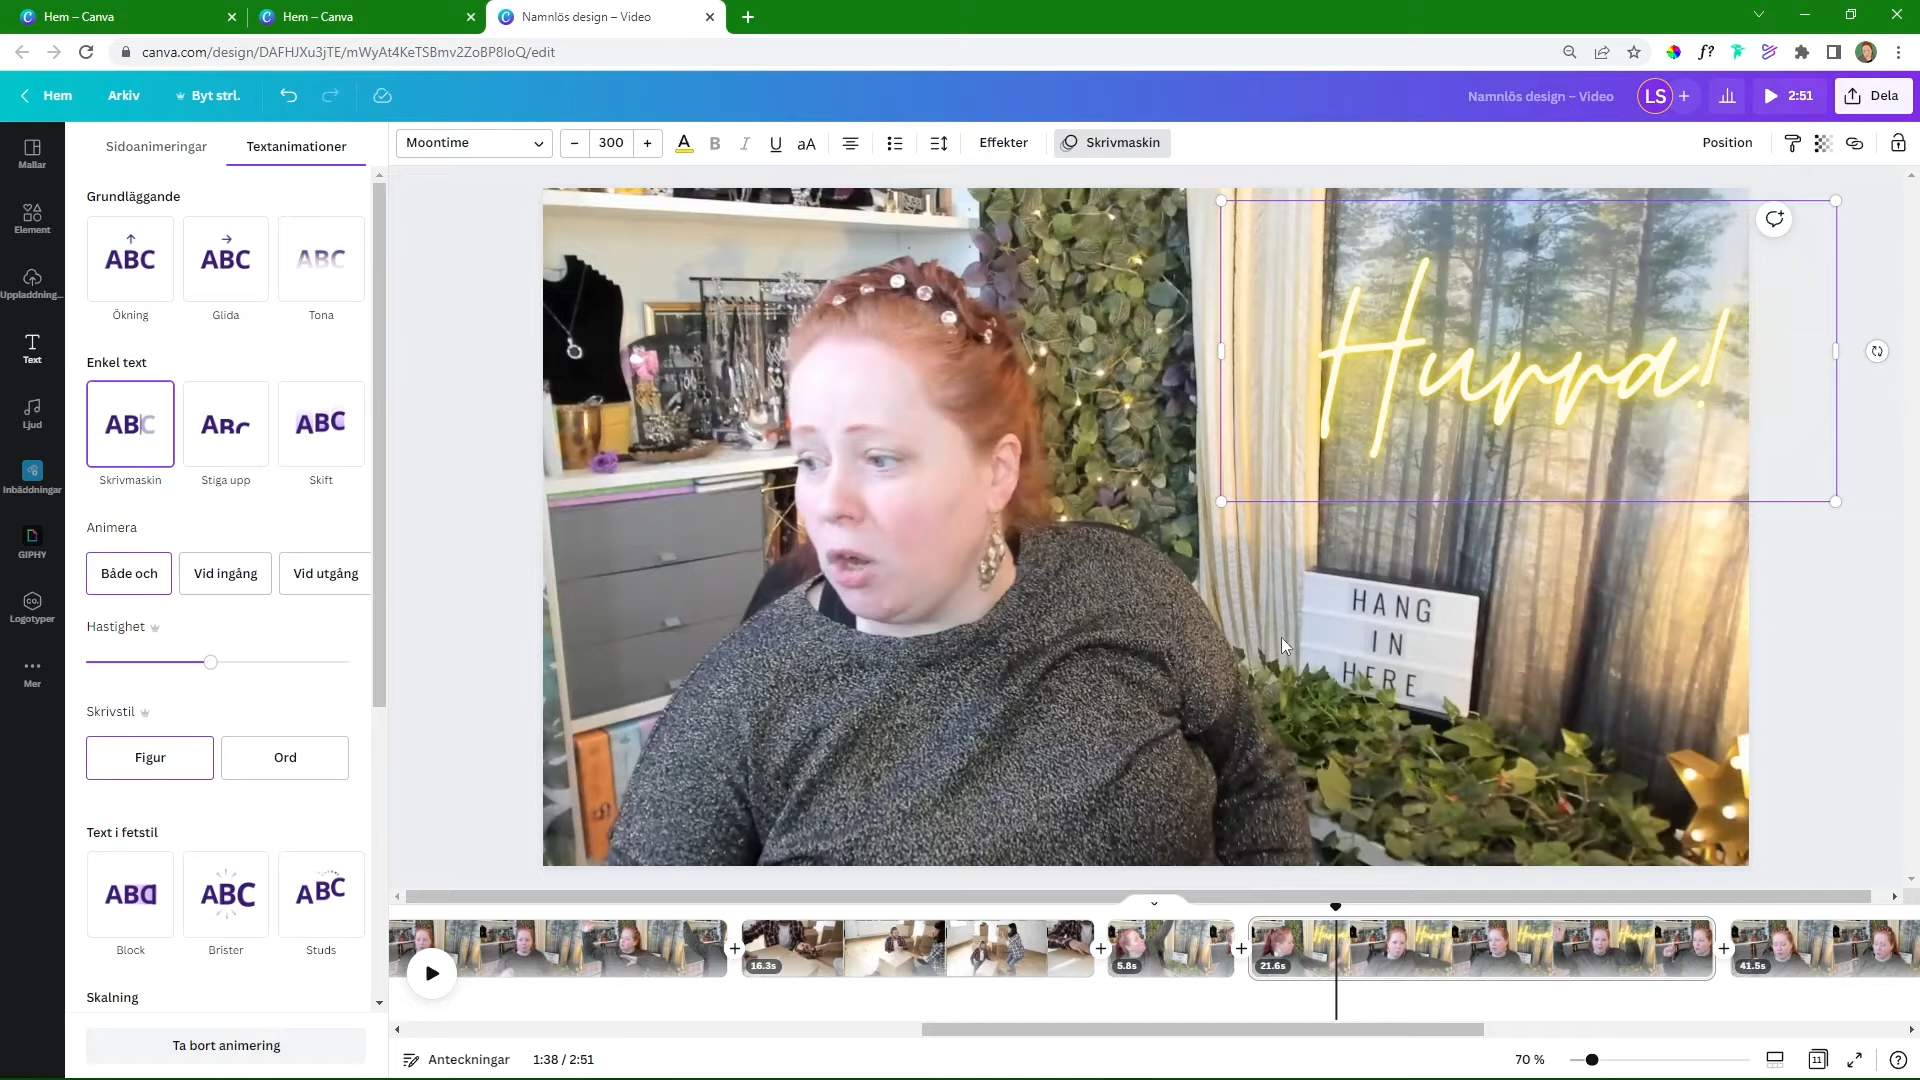 Hem – Canva
Hem – Canva
Namnlös design – Video
canva.com/design/DAFHJXu3jTE/mWyAt4KeTSBmv2ZoBP8IoQ/edit
f?
Hem
Arkiv
Byt strl.
Namnlös design – Video
LS
2:51
Dela
Mallar
Element
Uppladdning...
Text
Ljud
Inbäddningar
GIPHY
CO.
Logotyper
Mer
Sidoanimeringar
Textanimationer
Grundläggande
ABC
ABC
ABC
Ökning
Glida
Tona
Enkel text
ABC
ABC
ABC
Skrivmaskin
Stiga upp
Skift
Animera
Både och
Vid ingång
Vid utgång
Hastighet
Skrivstil
Figur
Ord
Text i fetstil
ABC
ABC
Block
Brister
Studs
Skalning
Ta bort animering
Moontime
300
A
B
I
U
aA
Effekter
Skrivmaskin
Position
Hurra!
HANG
IN
HERE
16.3s
5.8s
21.6s
41.5s
Anteckningar
1:38 / 2:51
70 %
11
?